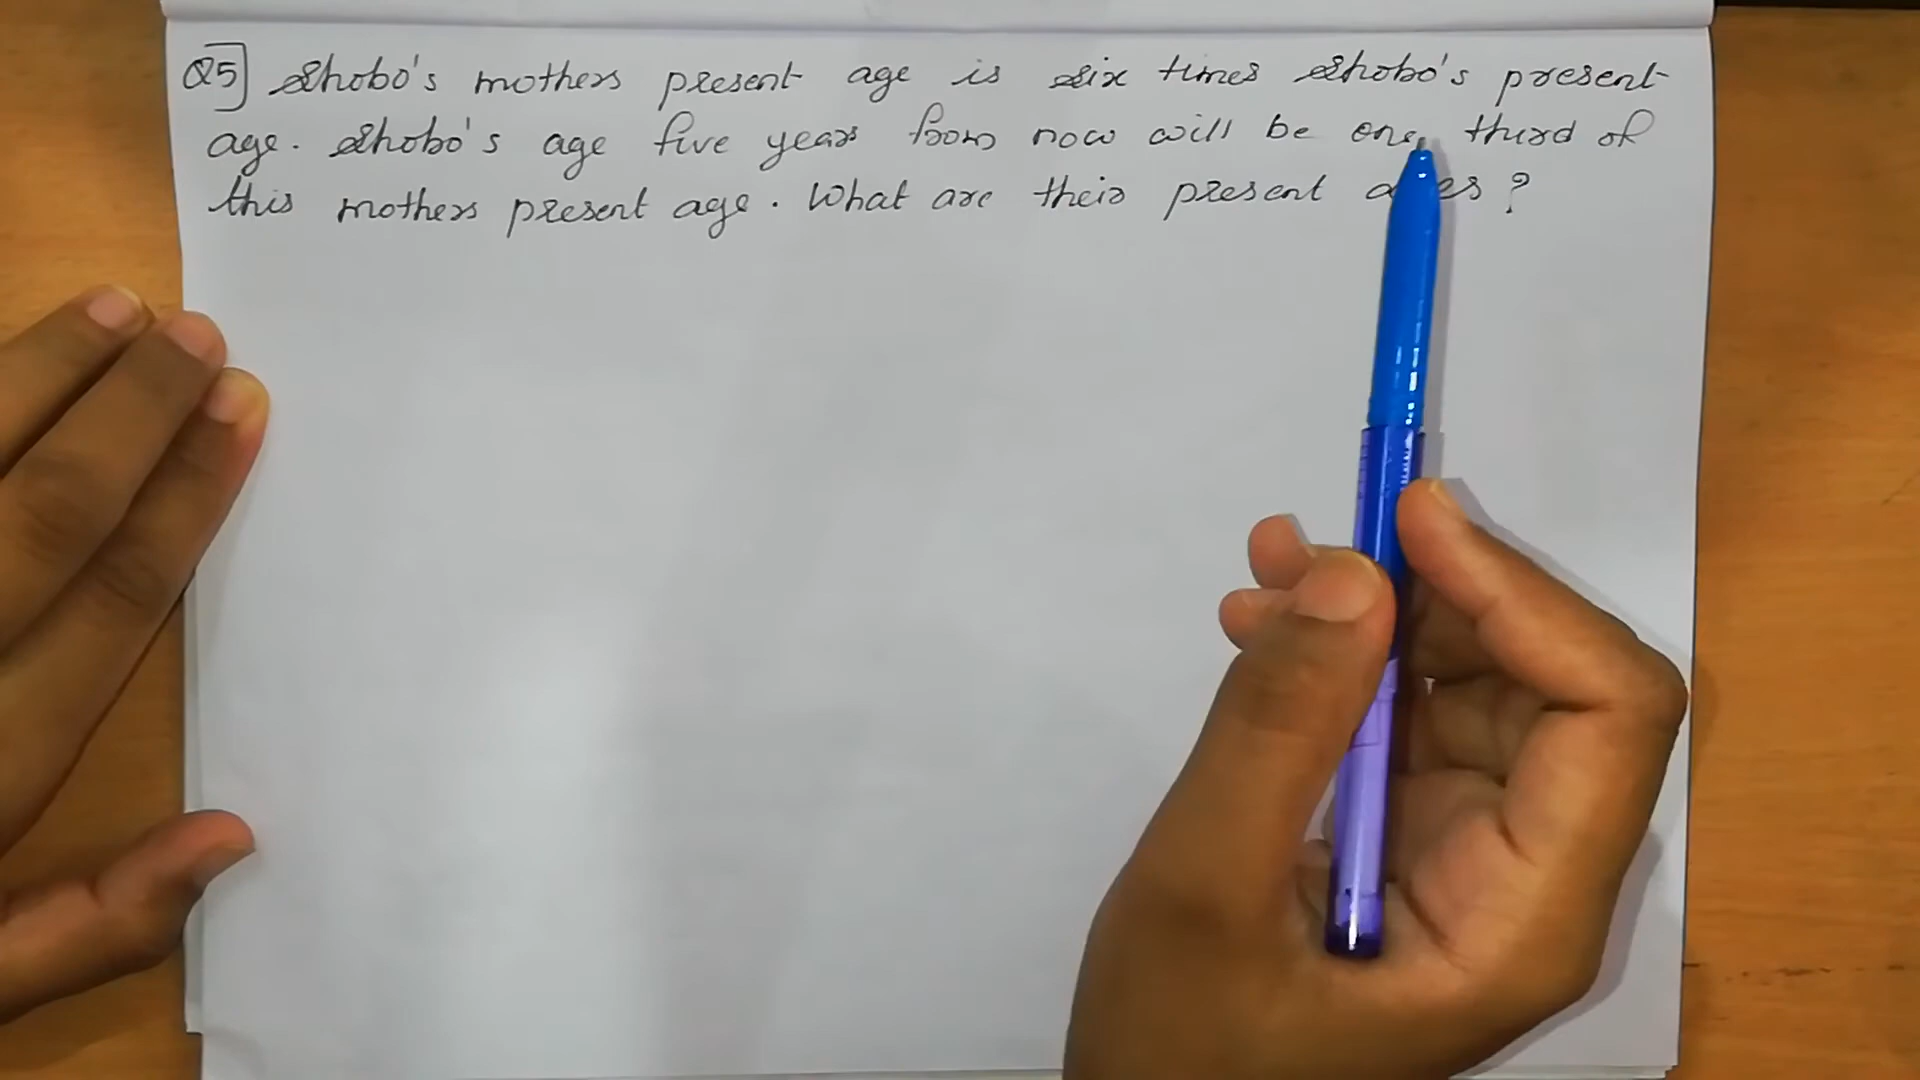 Q5] Shobo's mothers present age is six times Shobo's present
age. Shobo's age five years from now will be one third of
this mothers present age. What are their present ages?